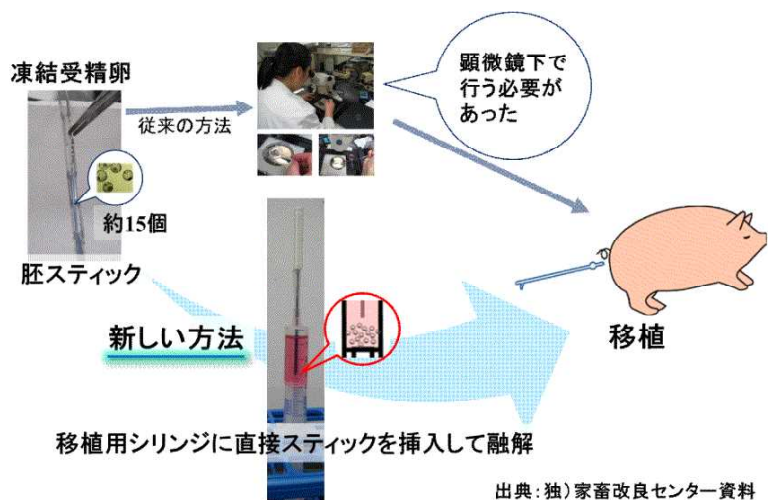 凍結受精卵
従来の方法
顕微鏡下で
行う必要が
あった
約15個
胚スティック
新しい方法
移植
移植用シリンジに直接スティックを挿入して融解
出典：独）家畜改良センター資料